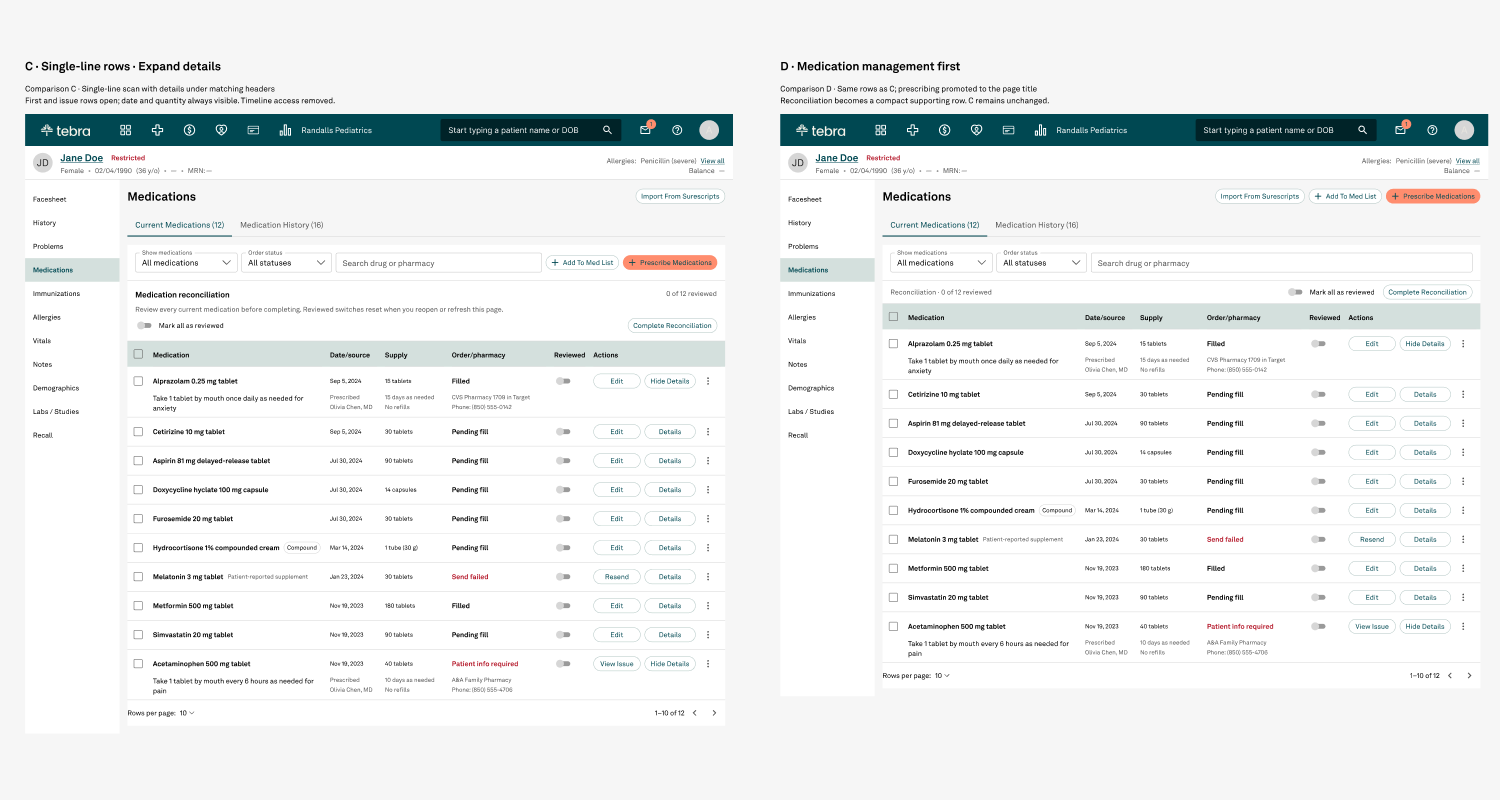 C · Single-line rows · Expand details
Comparison C · Single-line scan with details under matching headers
First and issue rows open; date and quantity always visible. Timeline access removed.
tebra
Randalls Pediatrics
Start typing a patient name or DOB
1
A
JD
Jane Doe
Restricted
Female • 02/04/1990 (36 y/o) • — • MRN: —
Allergies: Penicillin (severe) View all
Balance —
Facesheet
History
Problems
Medications
Immunizations
Allergies
Vitals
Notes
Demographics
Labs / Studies
Recall
Medications
Import From Surescripts
Current Medications (12)
Medication History (16)
Show medications
All medications
Order status
All statuses
Search drug or pharmacy
+ Add To Med List
+ Prescribe Medications
Medication reconciliation
0 of 12 reviewed
Review every current medication before completing. Reviewed switches reset when you reopen or refresh this page.
Mark all as reviewed
Complete Reconciliation
Medication Date/source Supply Order/pharmacy Reviewed Actions
Alprazolam 0.25 mg tablet Sep 5, 2024 15 tablets Filled Edit Hide Details
Take 1 tablet by mouth once daily as needed for Prescribed 15 days as needed CVS Pharmacy 1709 in Target
anxiety Olivia Chen, MD No refills Phone: (850) 555-0142
Cetirizine 10 mg tablet Sep 5, 2024 30 tablets Pending fill Edit Details
Aspirin 81 mg delayed-release tablet Jul 30, 2024 90 tablets Pending fill Edit Details
Doxycycline hyclate 100 mg capsule Jul 30, 2024 14 capsules Pending fill Edit Details
Furosemide 20 mg tablet Jul 30, 2024 30 tablets Pending fill Edit Details
Hydrocortisone 1% compounded cream Compound Mar 14, 2024 1 tube (30 g) Pending fill Edit Details
Melatonin 3 mg tablet Patient-reported supplement Jan 23, 2024 30 tablets Send failed Resend Details
Metformin 500 mg tablet Nov 19, 2023 180 tablets Filled Edit Details
Simvastatin 20 mg tablet Nov 19, 2023 90 tablets Pending fill Edit Details
Acetaminophen 500 mg tablet Nov 19, 2023 40 tablets Patient info required View Issue Hide Details
Take 1 tablet by mouth every 6 hours as needed for Prescribed 10 days as needed A&A Family Pharmacy
pain Olivia Chen, MD No refills Phone: (850) 555-4706
Rows per page: 10
1–10 of 12
D · Medication management first
Comparison D · Same rows as C; prescribing promoted to the page title
Reconciliation becomes a compact supporting row. C remains unchanged.
tebra
Randalls Pediatrics
Start typing a patient name or DOB
1
A
JD
Jane Doe
Restricted
Female • 02/04/1990 (36 y/o) • — • MRN: —
Allergies: Penicillin (severe) View all
Balance —
Facesheet
History
Problems
Medications
Immunizations
Allergies
Vitals
Notes
Demographics
Labs / Studies
Recall
Medications
Import From Surescripts
+ Add To Med List
+ Prescribe Medications
Current Medications (12)
Medication History (16)
Show medications
All medications
Order status
All statuses
Search drug or pharmacy
Reconciliation · 0 of 12 reviewed
Mark all as reviewed
Complete Reconciliation
Medication Date/source Supply Order/pharmacy Reviewed Actions
Alprazolam 0.25 mg tablet Sep 5, 2024 15 tablets Filled Edit Hide Details
Take 1 tablet by mouth once daily as needed for Prescribed 15 days as needed CVS Pharmacy 1709 in Target
anxiety Olivia Chen, MD No refills Phone: (850) 555-0142
Cetirizine 10 mg tablet Sep 5, 2024 30 tablets Pending fill Edit Details
Aspirin 81 mg delayed-release tablet Jul 30, 2024 90 tablets Pending fill Edit Details
Doxycycline hyclate 100 mg capsule Jul 30, 2024 14 capsules Pending fill Edit Details
Furosemide 20 mg tablet Jul 30, 2024 30 tablets Pending fill Edit Details
Hydrocortisone 1% compounded cream Compound Mar 14, 2024 1 tube (30 g) Pending fill Edit Details
Melatonin 3 mg tablet Patient-reported supplement Jan 23, 2024 30 tablets Send failed Resend Details
Metformin 500 mg tablet Nov 19, 2023 180 tablets Filled Edit Details
Simvastatin 20 mg tablet Nov 19, 2023 90 tablets Pending fill Edit Details
Acetaminophen 500 mg tablet Nov 19, 2023 40 tablets Patient info required View Issue Hide Details
Take 1 tablet by mouth every 6 hours as needed for Prescribed 10 days as needed A&A Family Pharmacy
pain Olivia Chen, MD No refills Phone: (850) 555-4706
Rows per page: 10
1–10 of 12